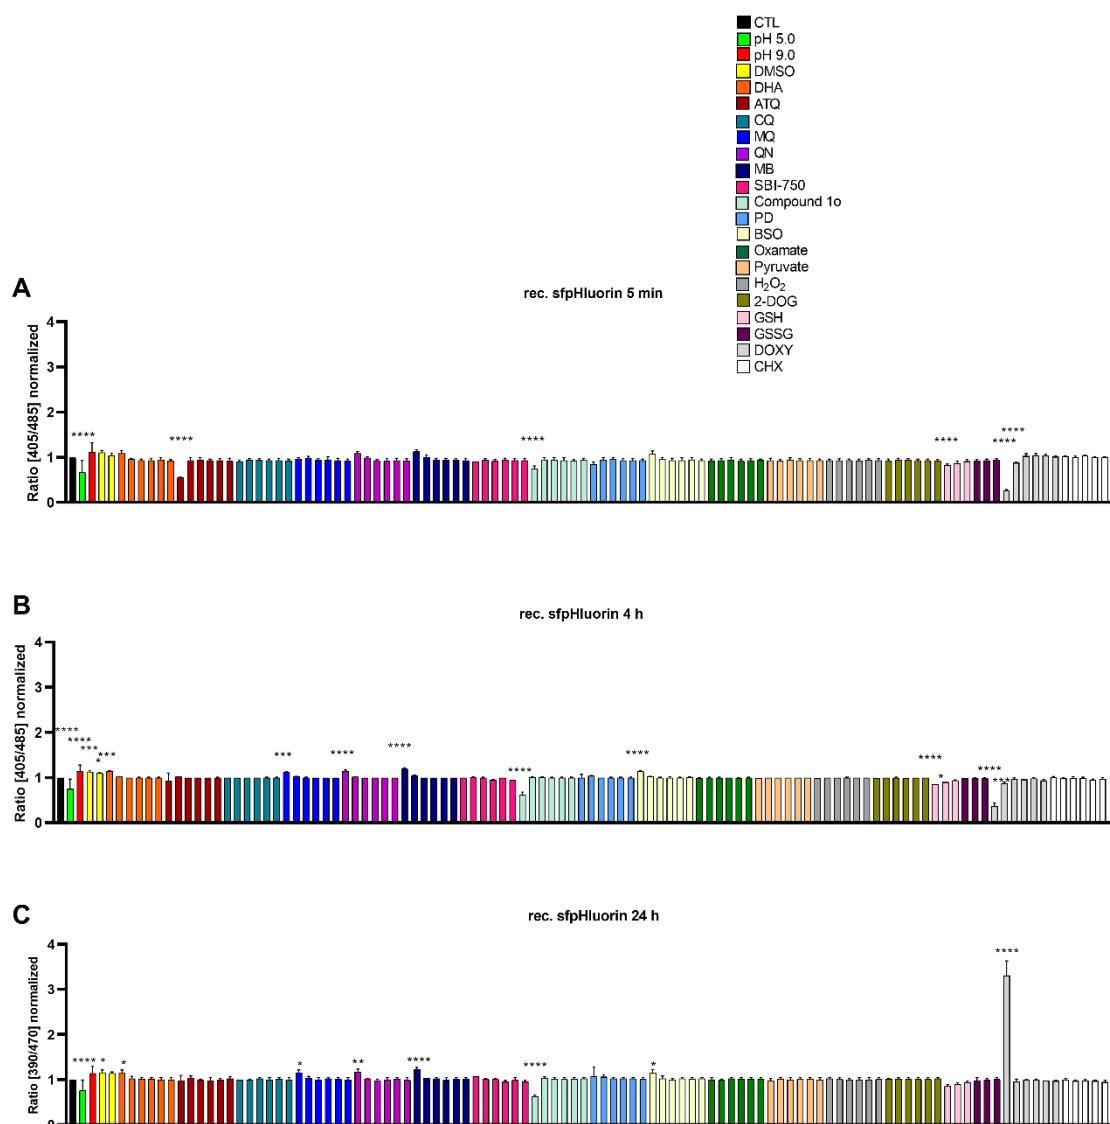 CTL
pH 5.0
pH 9.0
DMSO
DHA
ATQ
CQ
MQ
QN
MB
SBI-750
Compound 1o
PD
BSO
Oxamate
Pyruvate
H₂O₂
2-DOG
GSH
GSSG
DOXY
CHX
A
rec. sfpHluorin 5 min
Ratio [405/485] normalized
4
3
2
1
0
**** **** **** **** **** ****
B
rec. sfpHluorin 4 h
Ratio [405/485] normalized
4
3
2
1
0
**** **** *** * *** *** **** **** **** **** **** * ****
C
rec. sfpHluorin 24 h
Ratio [390/470] normalized
4
3
2
1
0
**** * * * ** **** **** * ****